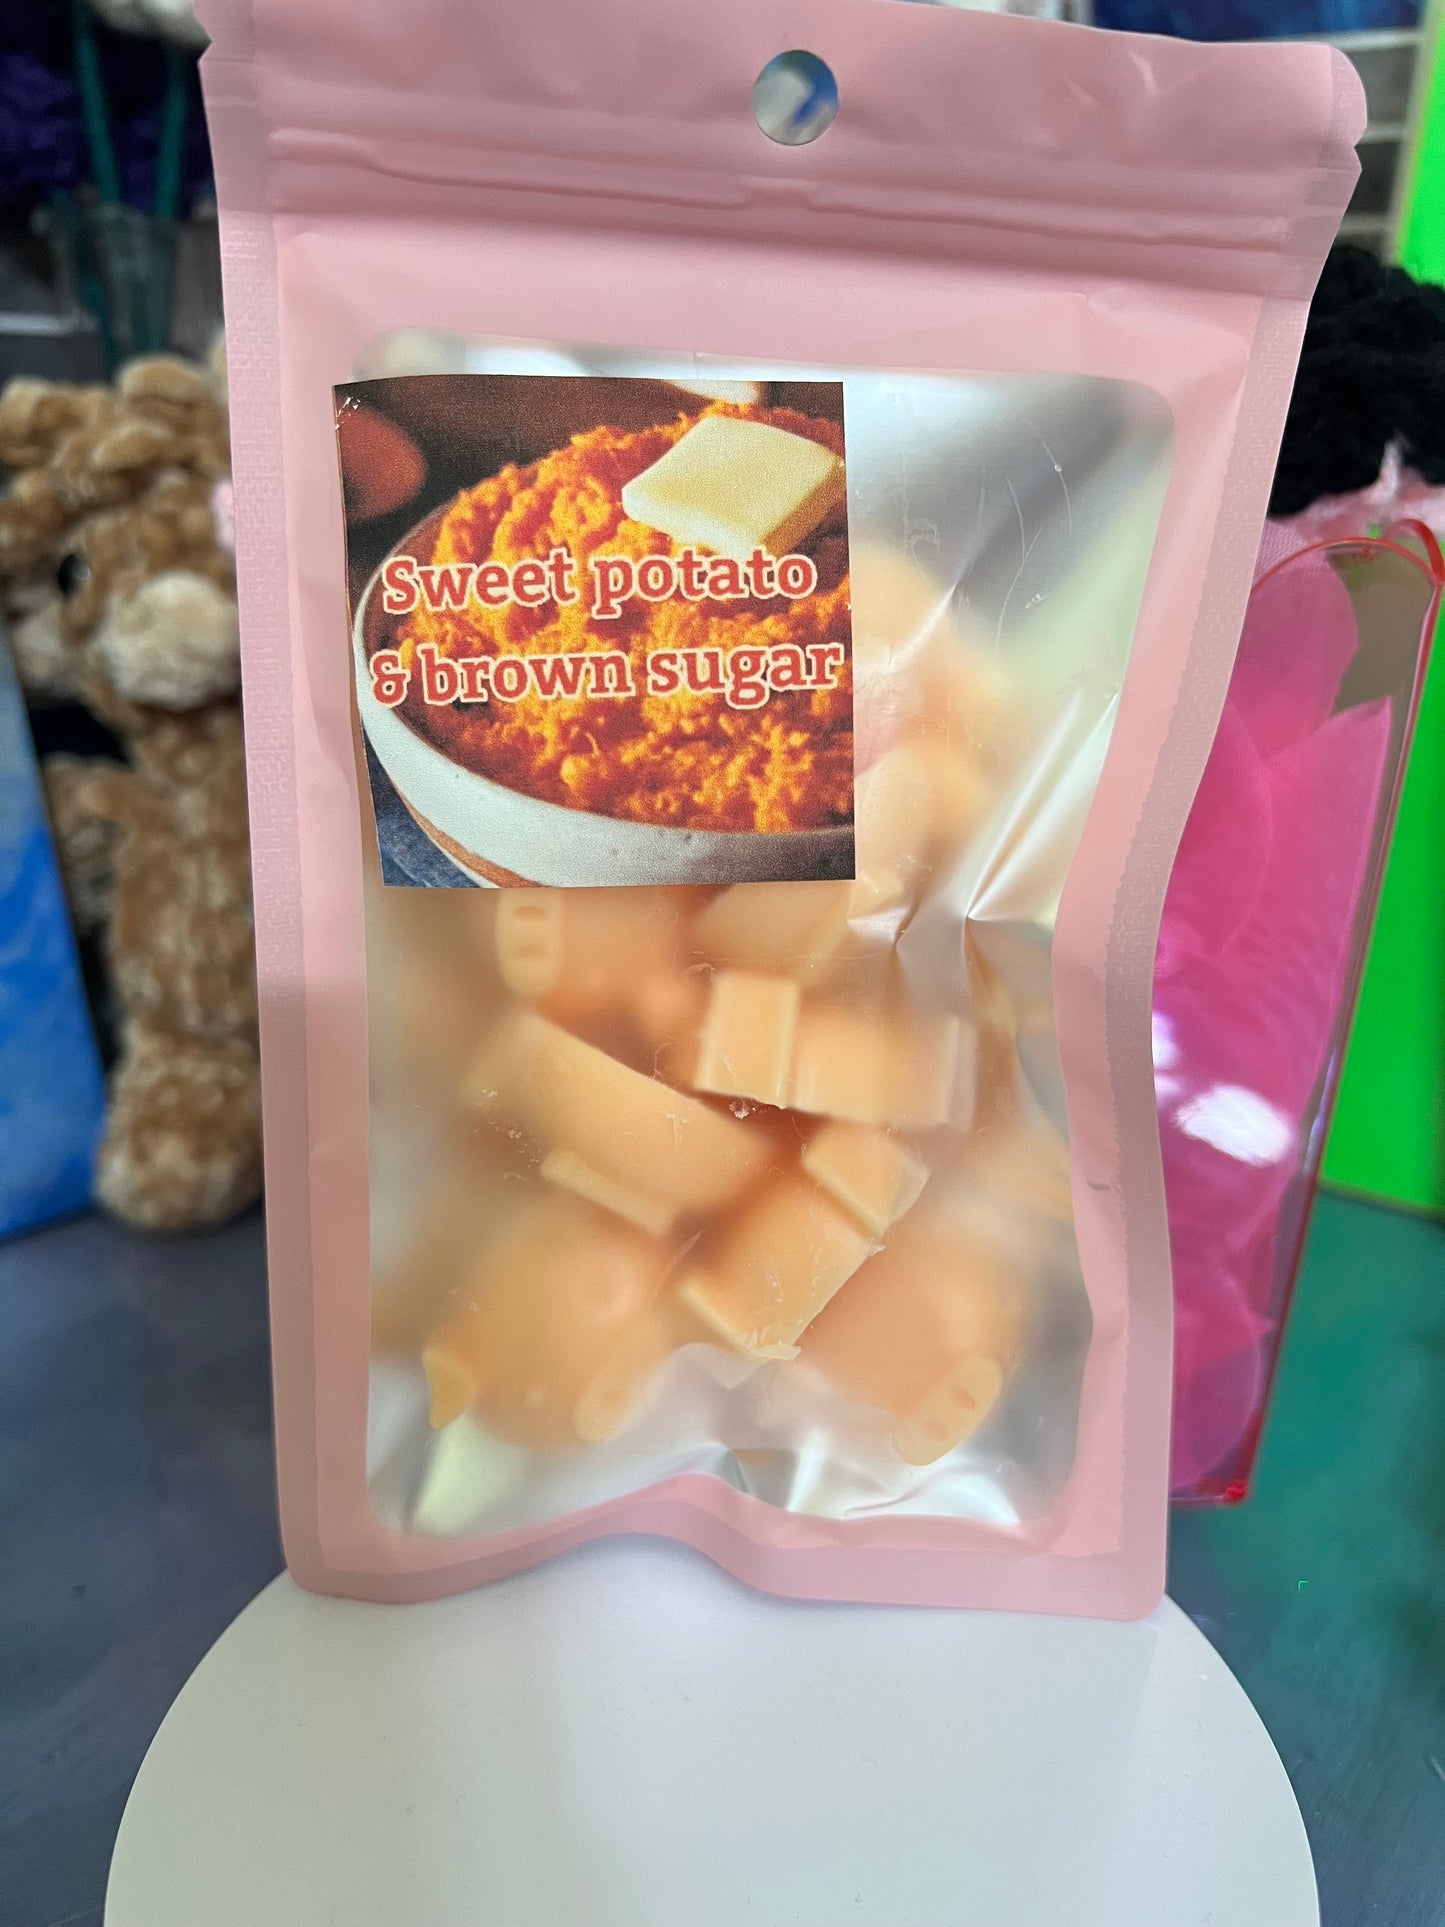 Sweet potato
& brown sugar